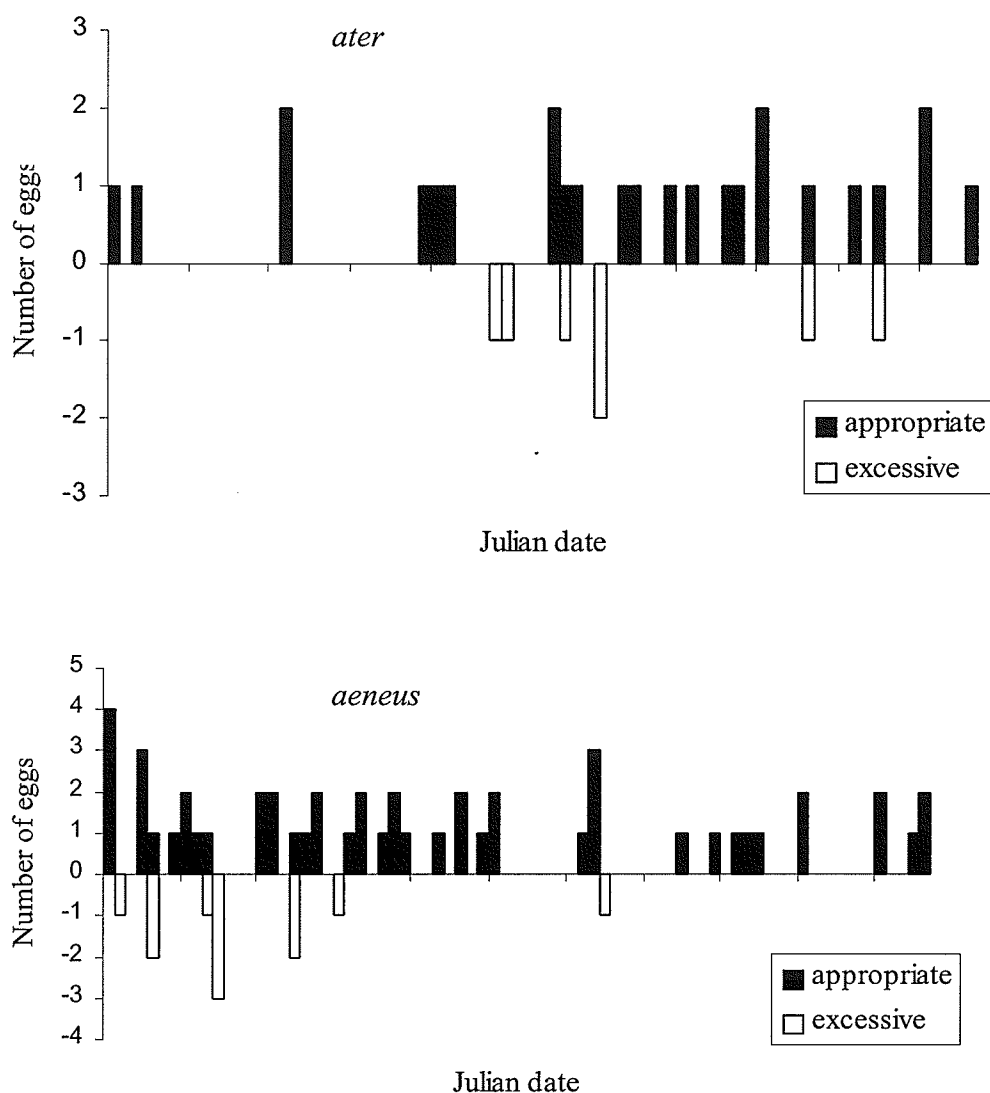 ater
Number of eggs
3
2
1
0
-1
-2
-3
appropriate
excessive
Julian date
aeneus
Number of eggs
5
4
3
2
1
0
-1
-2
-3
-4
appropriate
excessive
Julian date